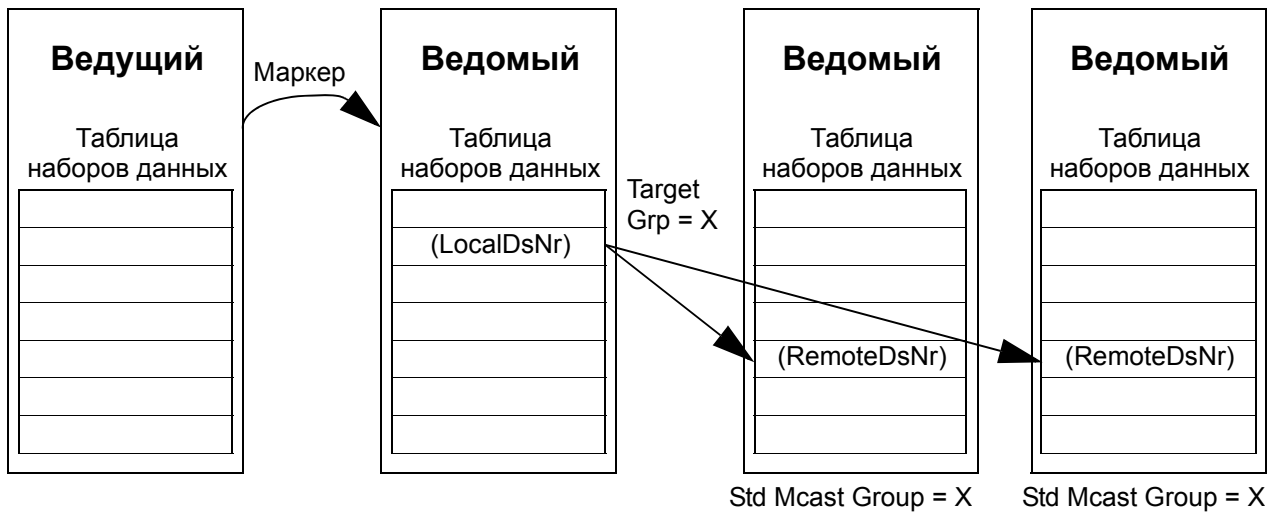 Ведущий
Маркер
Ведомый
Ведомый
Ведомый
Таблица
наборов данных
Таблица
наборов данных
Таблица
наборов данных
Таблица
наборов данных
Target
Grp = X
(LocalDsNr)
(RemoteDsNr)
(RemoteDsNr)
Std Mcast Group = X
Std Mcast Group = X